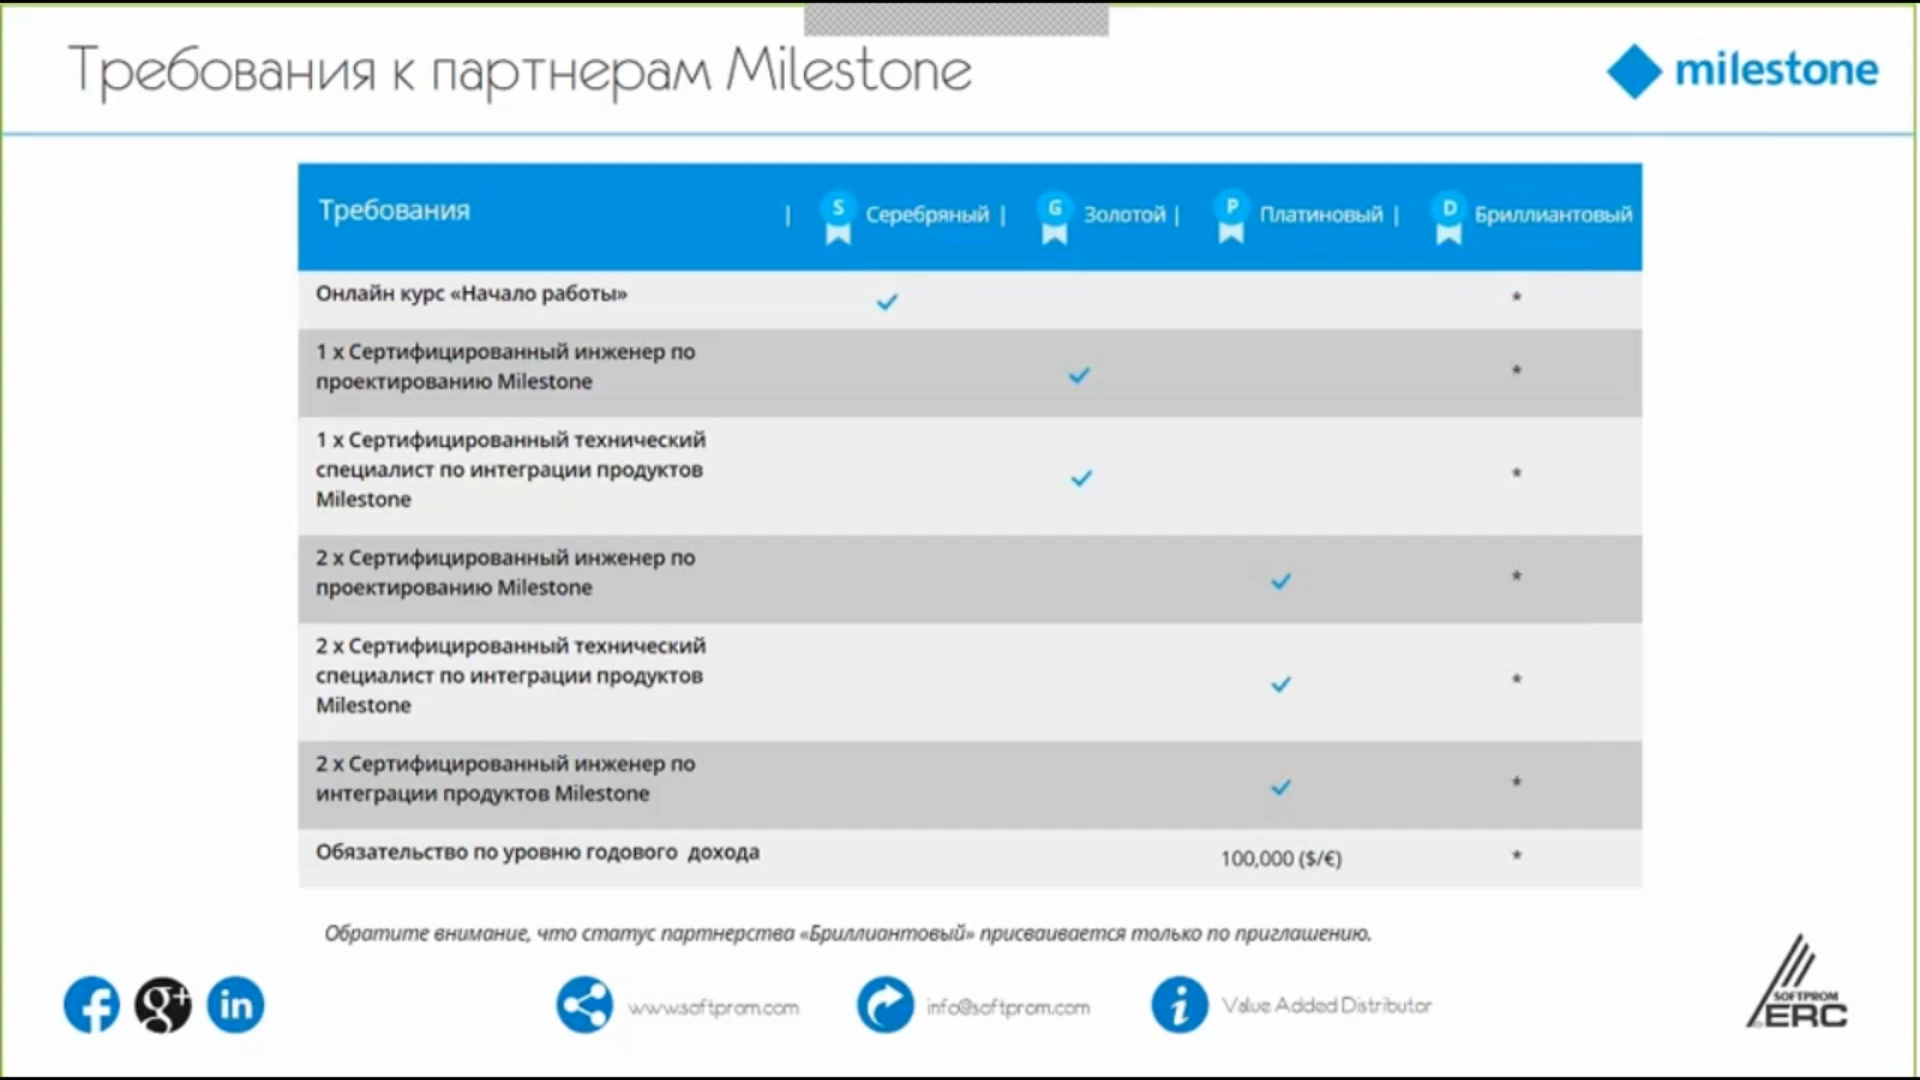 Требования к партнерам Milestone
milestone
Требования | S Серебряный | G Золотой | P Платиновый | D Бриллиантовый
Онлайн курс «Начало работы» *
1 x Сертифицированный инженер по
проектированию Milestone *
1 x Сертифицированный технический
специалист по интеграции продуктов
Milestone *
2 x Сертифицированный инженер по
проектированию Milestone *
2 x Сертифицированный технический
специалист по интеграции продуктов
Milestone *
2 x Сертифицированный инженер по
интеграции продуктов Milestone *
Обязательство по уровню годового дохода 100,000 ($/€) *
Обратите внимание, что статус партнерства «Бриллиантовый» присваивается только по приглашению.
f g+ in www.softprom.com info@softprom.com i Value Added Distributor
SOFTPROM
ERC